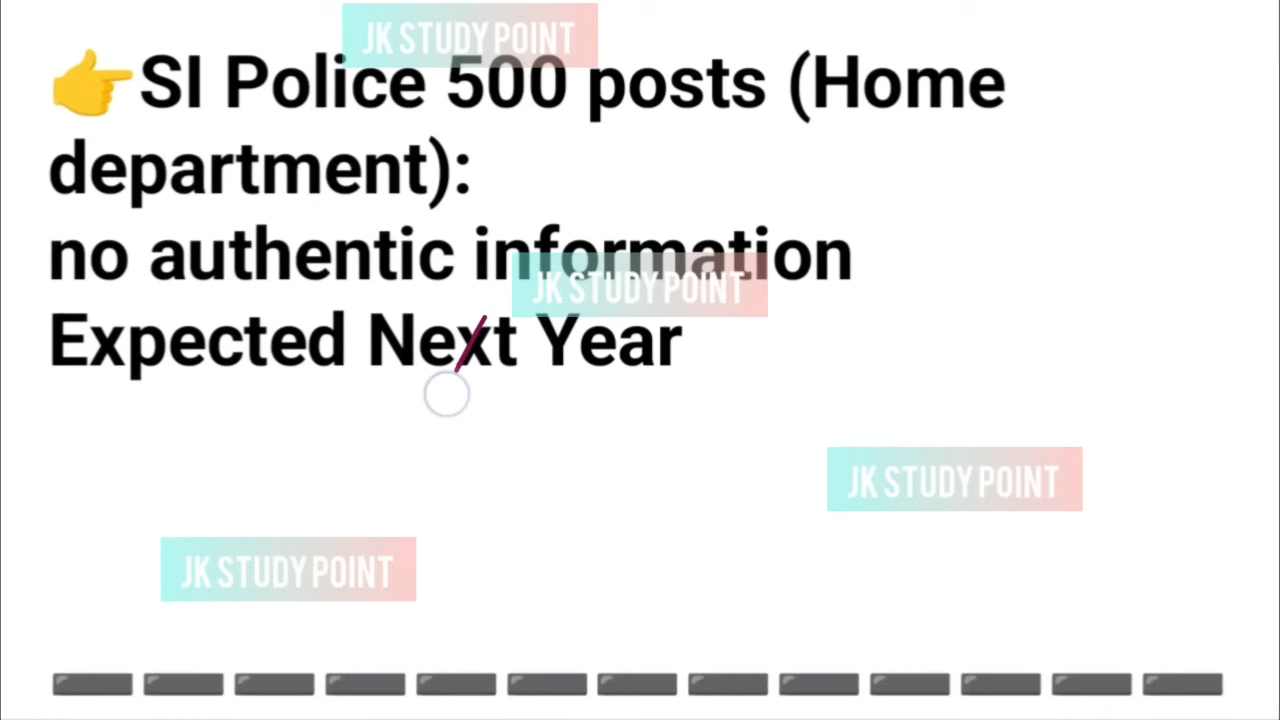 JK STUDY POINT
👉SI Police 500 posts (Home
department):
no authentic information
JK STUDY POINT
Expected Next Year
JK STUDY POINT
JK STUDY POINT